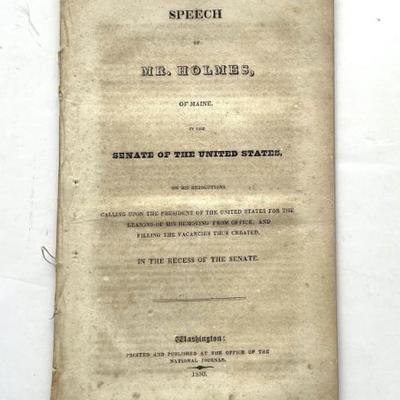 SPEECH
OF
MR. HOLMES,
OF MAINE,
IN THE
SENATE OF THE UNITED STATES,
ON HIS RESOLUTIONS
CALLING UPON THE PRESIDENT OF THE UNITED STATES FOR THE
REASONS OF HIS REMOVING FROM OFFICE, AND
FILLING THE VACANCIES THUS CREATED,
IN THE RECESS OF THE SENATE.
Washington:
PRINTED AND PUBLISHED AT THE OFFICE OF THE
NATIONAL JOURNAL.
1830.